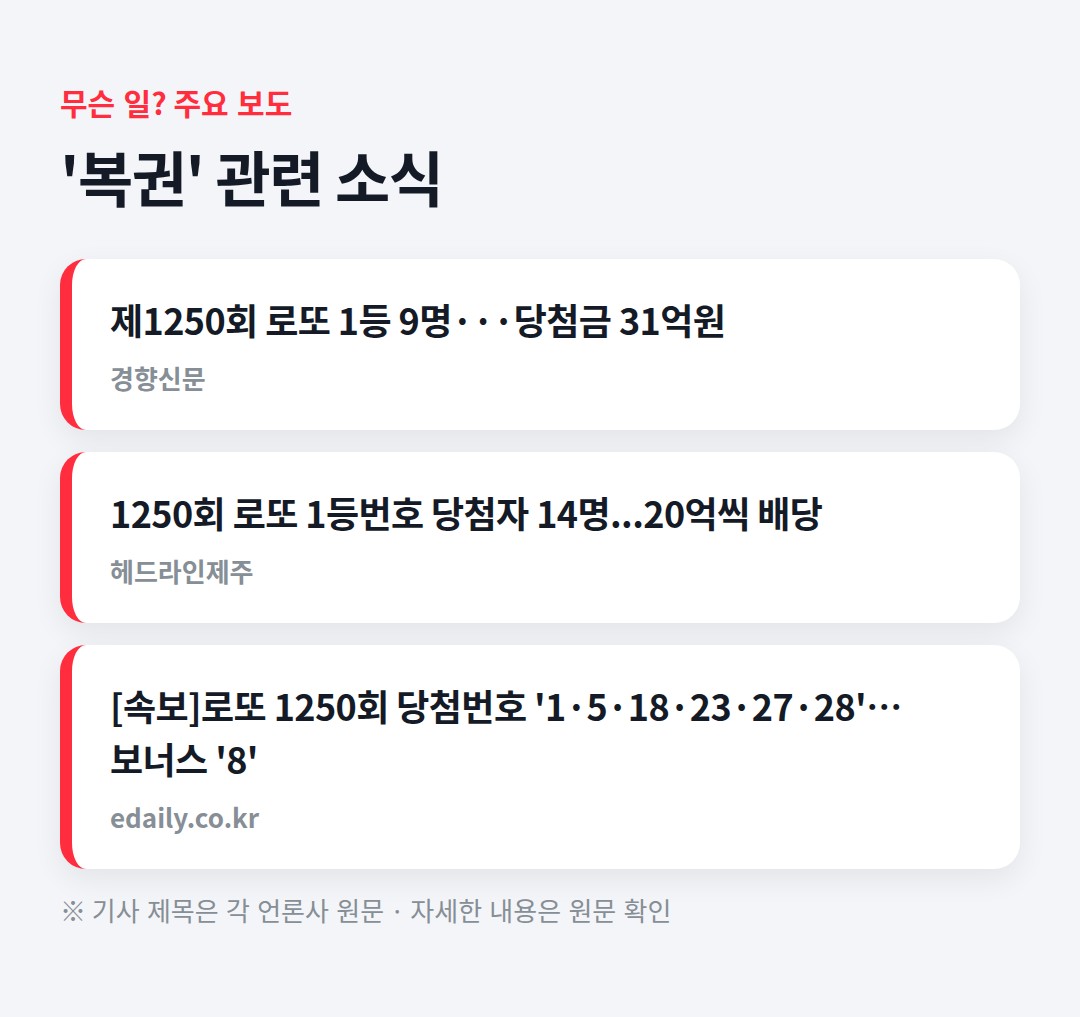 무슨 일? 주요 보도
'복권' 관련 소식
제1250회 로또 1등 9명···당첨금 31억원
경향신문
1250회 로또 1등번호 당첨자 14명...20억씩 배당
헤드라인제주
[속보]로또 1250회 당첨번호 '1·5·18·23·27·28'…
보너스 '8'
edaily.co.kr
※ 기사 제목은 각 언론사 원문 · 자세한 내용은 원문 확인